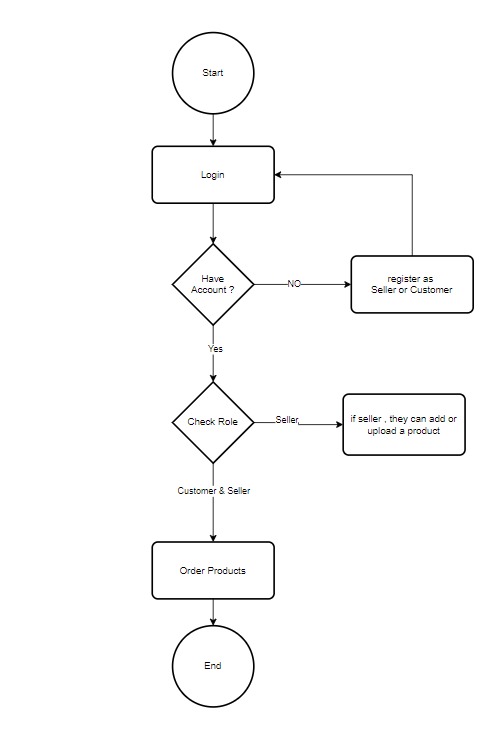 Start
Login
Have
Account ?
NO
register as
Seller or Customer
Yes
Check Role
Seller
if seller , they can add or
upload a product
Customer & Seller
Order Products
End